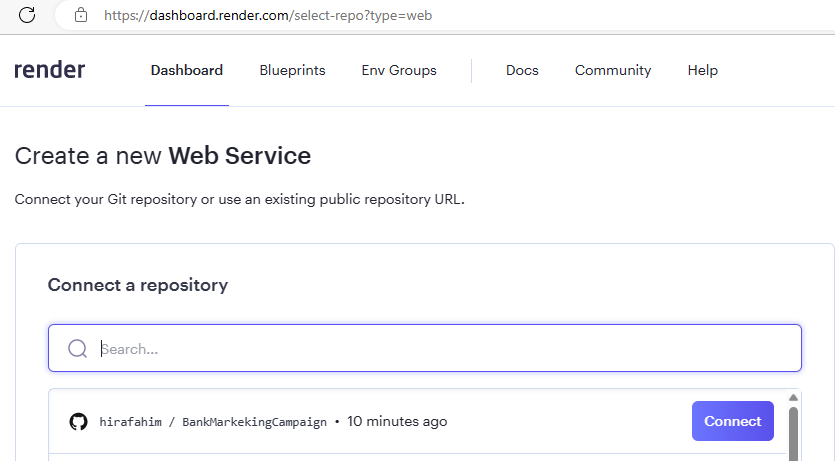 https://dashboard.render.com/select-repo?type=web
render Dashboard Blueprints Env Groups Docs Community Help
Create a new Web Service
Connect your Git repository or use an existing public repository URL.
Connect a repository
Search...
hirafahim / BankMarkekingCampaign • 10 minutes ago Connect